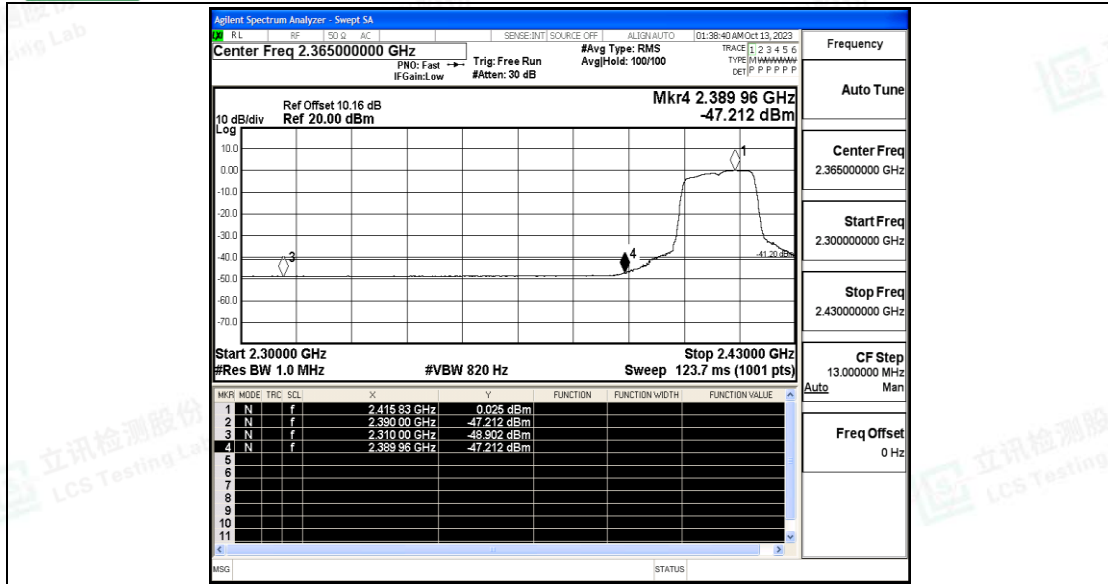 Agilent Spectrum Analyzer - Swept SA
RL RF 50 Ω AC SENSE:INT SOURCE OFF ALIGNAUTO 01:38:40 AM Oct 13, 2023
Center Freq 2.365000000 GHz
PNO: Fast
IFGain:Low
Trig: Free Run
#Atten: 30 dB
#Avg Type: RMS
Avg|Hold: 100/100
TRACE 1 2 3 4 5 6
TYPE M WWWWW
DET P P P P P P
Ref Offset 10.16 dB
10 dB/div Ref 20.00 dBm
Log
Mkr4 2.389 96 GHz
-47.212 dBm
10.0
0.00
-10.0
-20.0
-30.0
-40.0
-50.0
-60.0
-70.0
1
3
4
-41.20 dBm
Start 2.30000 GHz Stop 2.43000 GHz
#Res BW 1.0 MHz #VBW 820 Hz Sweep 123.7 ms (1001 pts)
MKR MODE TRC SCL X Y FUNCTION FUNCTION WIDTH FUNCTION VALUE
1 N f 2.415 83 GHz 0.025 dBm
2 N f 2.390 00 GHz -47.212 dBm
3 N f 2.310 00 GHz -48.902 dBm
4 N f 2.389 96 GHz -47.212 dBm
5
6
7
8
9
10
11
MSG STATUS
Frequency
Auto Tune
Center Freq
2.365000000 GHz
Start Freq
2.300000000 GHz
Stop Freq
2.430000000 GHz
CF Step
13.000000 MHz
Auto Man
Freq Offset
0 Hz
立讯检测股份
LCS Testing Lab
立讯检测股
LCS Testing